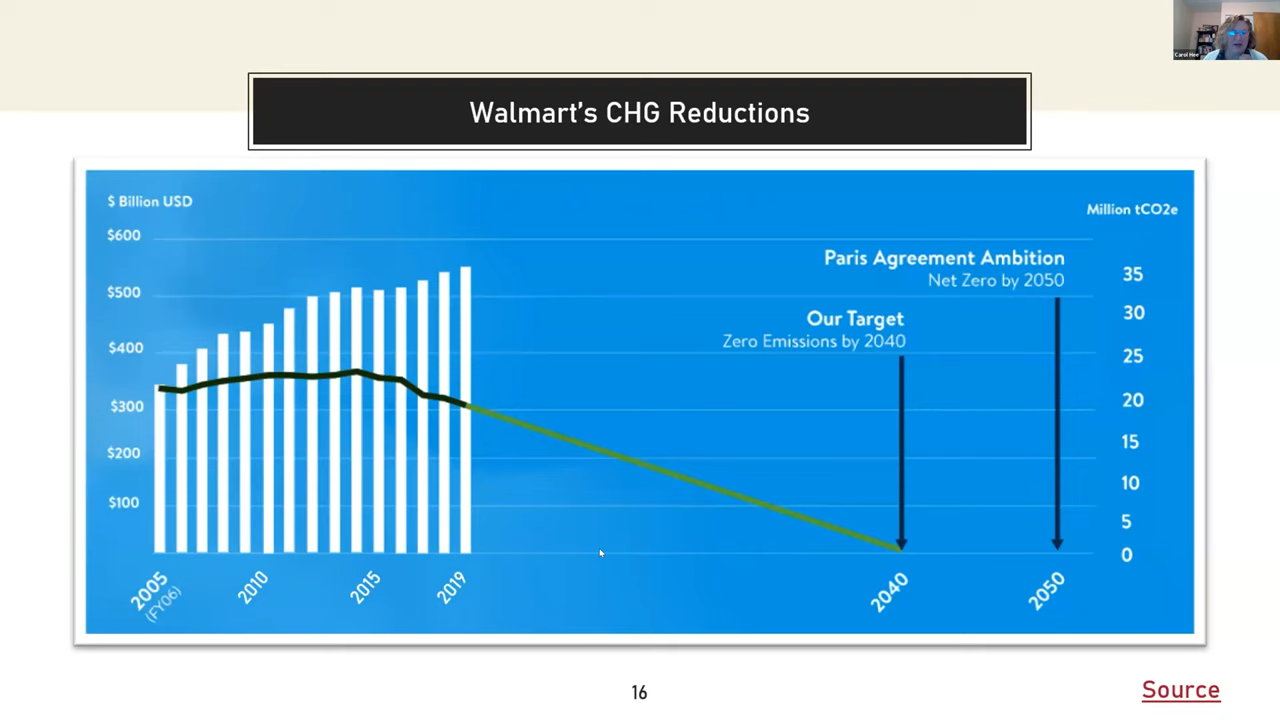 Carol Hee
Walmart's CHG Reductions
$ Billion USD
Million tCO2e
$600
$500
$400
$300
$200
$100
Paris Agreement Ambition
Net Zero by 2050
Our Target
Zero Emissions by 2040
35
30
25
20
15
10
5
0
2005
(FY06)
2010
2015
2019
2040
2050
16
Source